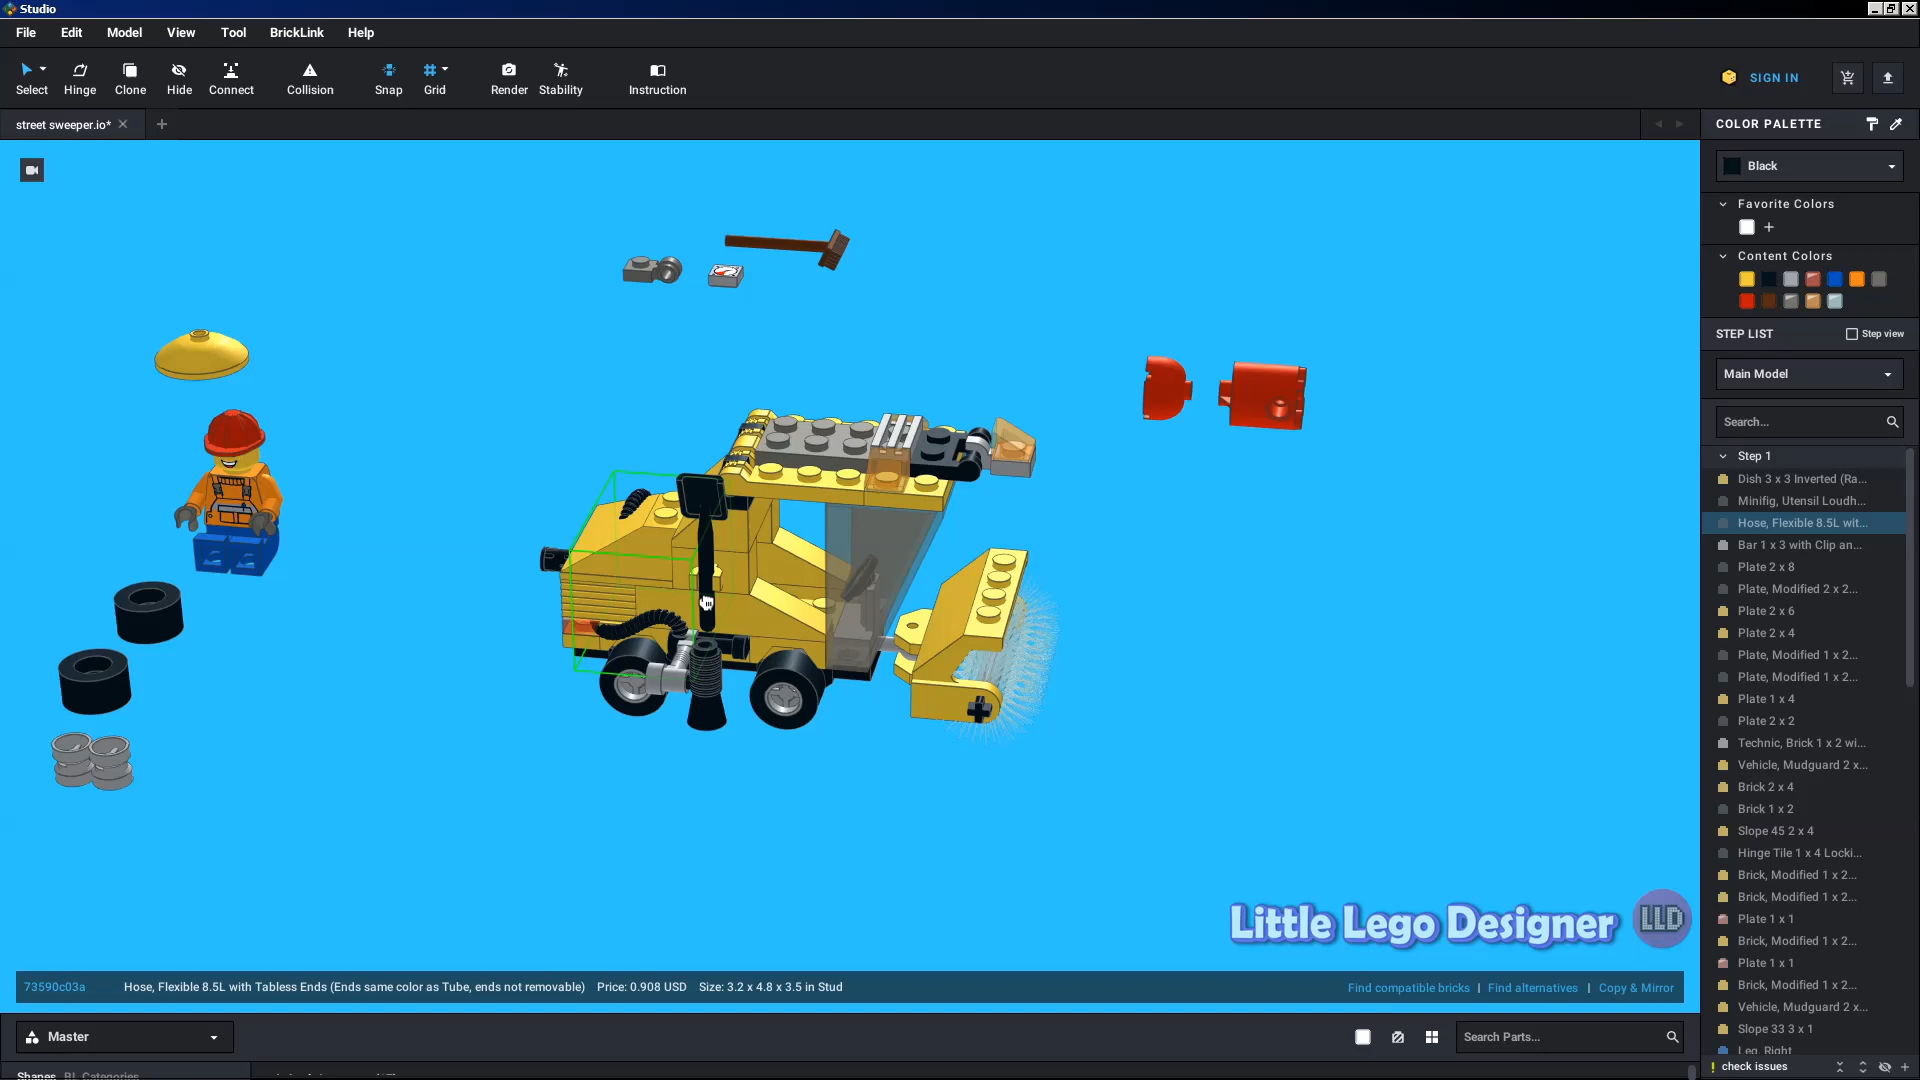 Studio
File Edit Model View Tool BrickLink Help
Select Hinge Clone Hide Connect Collision Snap Grid Render Stability Instruction
SIGN IN
street sweeper.io*
COLOR PALETTE
Black
Favorite Colors
Content Colors
STEP LIST Step view
Main Model
Search...
Step 1
Dish 3 x 3 Inverted (Ra...
Minifig, Utensil Loudh...
Hose, Flexible 8.5L wit...
Bar 1 x 3 with Clip an...
Plate 2 x 8
Plate, Modified 2 x 2...
Plate 2 x 6
Plate 2 x 4
Plate, Modified 1 x 2...
Plate, Modified 1 x 2...
Plate 1 x 4
Plate 2 x 2
Technic, Brick 1 x 2 wi...
Vehicle, Mudguard 2 x...
Brick 2 x 4
Brick 1 x 2
Slope 45 2 x 4
Hinge Tile 1 x 4 Locki...
Brick, Modified 1 x 2...
Brick, Modified 1 x 2...
Plate 1 x 1
Brick, Modified 1 x 2...
Plate 1 x 1
Brick, Modified 1 x 2...
Vehicle, Mudguard 2 x...
Slope 33 3 x 1
Leg, Right
check issues
Little Lego Designer LLD
73590c03a Hose, Flexible 8.5L with Tabless Ends (Ends same color as Tube, ends not removable) Price: 0.908 USD Size: 3.2 x 4.8 x 3.5 in Stud
Find compatible bricks | Find alternatives | Copy & Mirror
Master
Search Parts...
Shapes BL Categories